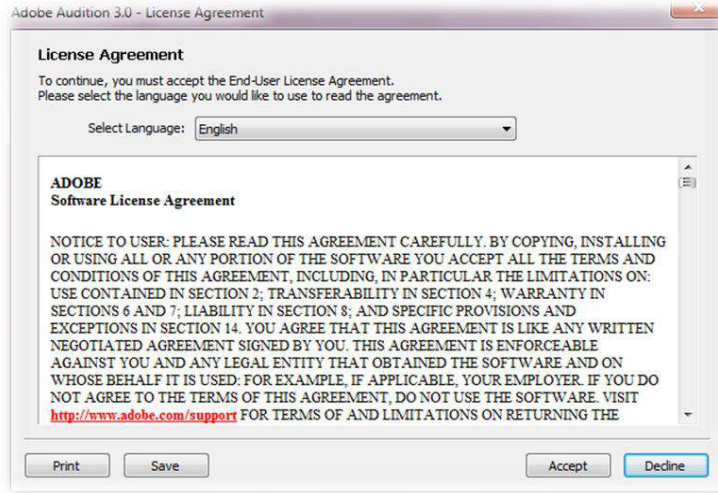 Adobe Audition 3.0 - License Agreement
License Agreement
To continue, you must accept the End-User License Agreement.
Please select the language you would like to use to read the agreement.
Select Language: English
ADOBE
Software License Agreement
NOTICE TO USER: PLEASE READ THIS AGREEMENT CAREFULLY. BY COPYING, INSTALLING
OR USING ALL OR ANY PORTION OF THE SOFTWARE YOU ACCEPT ALL THE TERMS AND
CONDITIONS OF THIS AGREEMENT, INCLUDING, IN PARTICULAR THE LIMITATIONS ON:
USE CONTAINED IN SECTION 2; TRANSFERABILITY IN SECTION 4; WARRANTY IN
SECTIONS 6 AND 7; LIABILITY IN SECTION 8; AND SPECIFIC PROVISIONS AND
EXCEPTIONS IN SECTION 14. YOU AGREE THAT THIS AGREEMENT IS LIKE ANY WRITTEN
NEGOTIATED AGREEMENT SIGNED BY YOU. THIS AGREEMENT IS ENFORCEABLE
AGAINST YOU AND ANY LEGAL ENTITY THAT OBTAINED THE SOFTWARE AND ON
WHOSE BEHALF IT IS USED: FOR EXAMPLE, IF APPLICABLE, YOUR EMPLOYER. IF YOU DO
NOT AGREE TO THE TERMS OF THIS AGREEMENT, DO NOT USE THE SOFTWARE. VISIT
http://www.adobe.com/support FOR TERMS OF AND LIMITATIONS ON RETURNING THE
Print Save Accept Decline